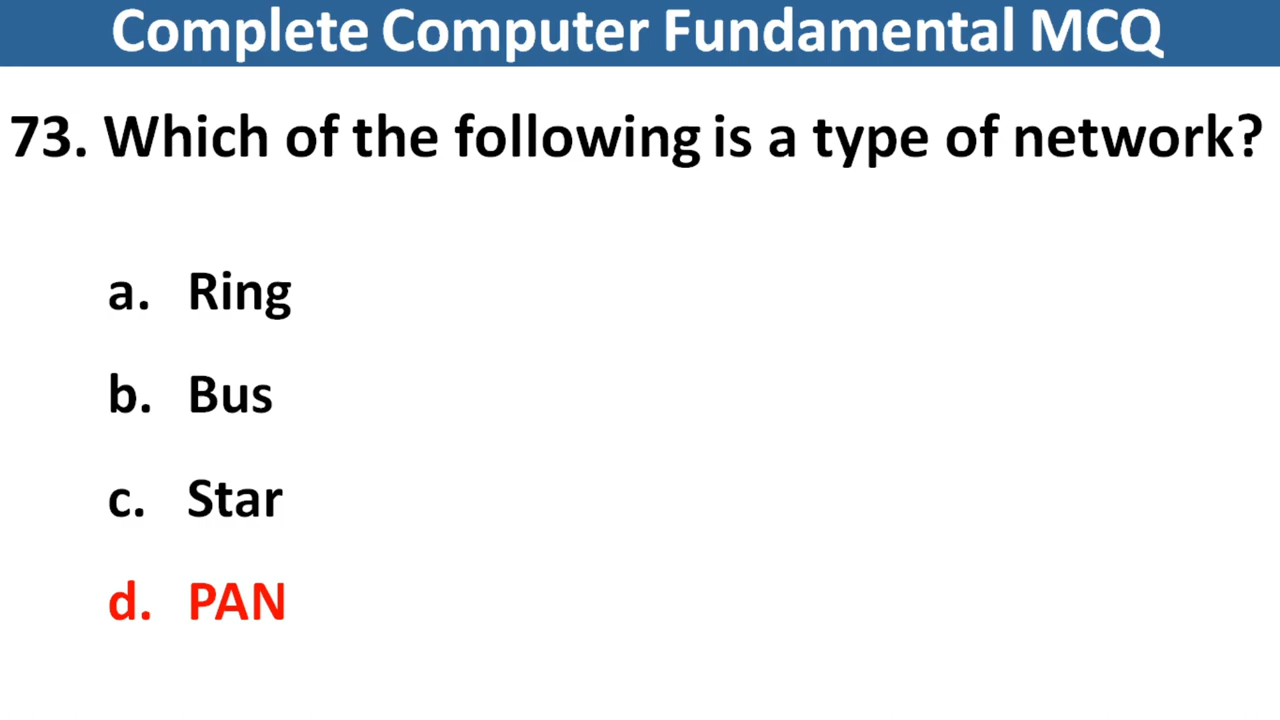 Complete Computer Fundamental MCQ
73. Which of the following is a type of network?
a. Ring
b. Bus
c. Star
d. PAN